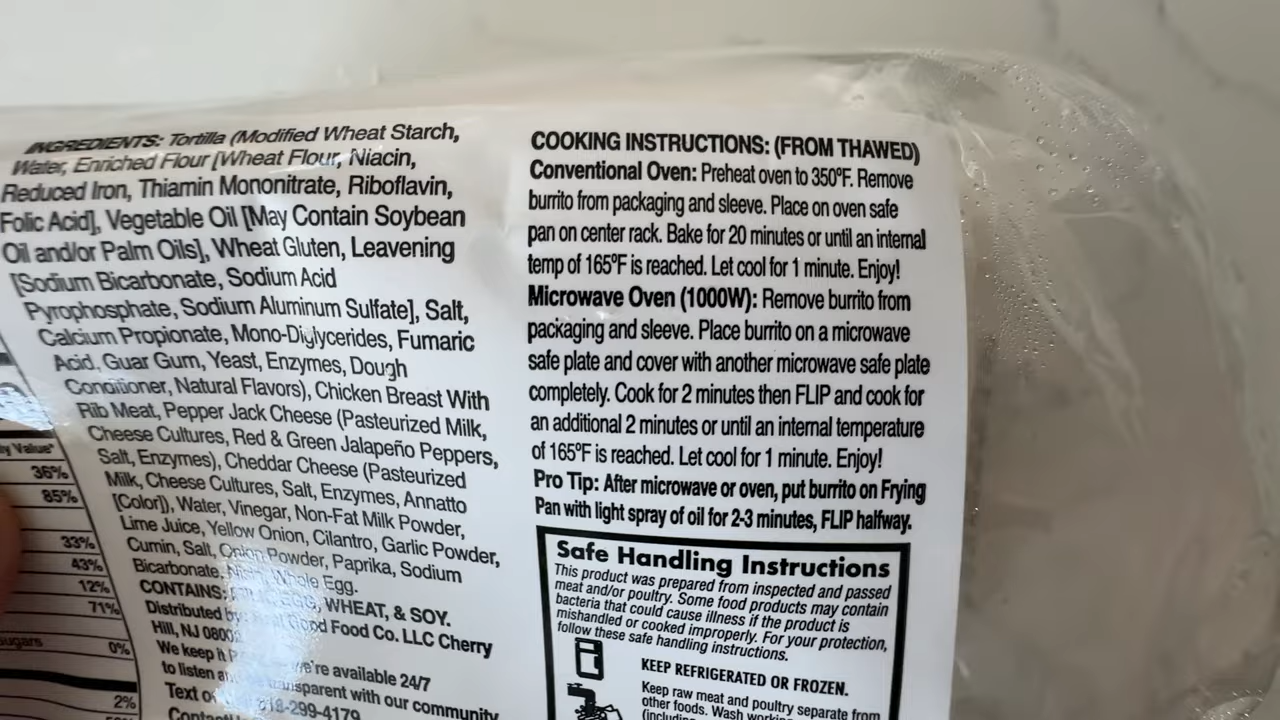 INGREDIENTS: Tortilla (Modified Wheat Starch,
Water, Enriched Flour [Wheat Flour, Niacin,
Reduced Iron, Thiamin Mononitrate, Riboflavin,
Folic Acid], Vegetable Oil [May Contain Soybean
Oil and/or Palm Oils], Wheat Gluten, Leavening
[Sodium Bicarbonate, Sodium Acid
Pyrophosphate, Sodium Aluminum Sulfate], Salt,
Calcium Propionate, Mono-Diglycerides, Fumaric
Acid, Guar Gum, Yeast, Enzymes, Dough
Conditioner, Natural Flavors), Chicken Breast With
Rib Meat, Pepper Jack Cheese (Pasteurized Milk,
Cheese Cultures, Red & Green Jalapeño Peppers,
Salt, Enzymes), Cheddar Cheese (Pasteurized
Milk, Cheese Cultures, Salt, Enzymes, Annatto
[Color]), Water, Vinegar, Non-Fat Milk Powder,
Lime Juice, Yellow Onion, Cilantro, Garlic Powder,
Cumin, Salt, Onion Powder, Paprika, Sodium
Bicarbonate, Whole Egg.
CONTAINS: WHEAT, & SOY.
Distributed by: Good Food Co. LLC Cherry
Hill, NJ
We keep it we're available 24/7
to listen with our community
Text 299-4179
Value*
36%
85%
33%
43%
12%
71%
sugars 0%
2%
COOKING INSTRUCTIONS: (FROM THAWED)
Conventional Oven: Preheat oven to 350°F. Remove
burrito from packaging and sleeve. Place on oven safe
pan on center rack. Bake for 20 minutes or until an internal
temp of 165°F is reached. Let cool for 1 minute. Enjoy!
Microwave Oven (1000W): Remove burrito from
packaging and sleeve. Place burrito on a microwave
safe plate and cover with another microwave safe plate
completely. Cook for 2 minutes then FLIP and cook for
an additional 2 minutes or until an internal temperature
of 165°F is reached. Let cool for 1 minute. Enjoy!
Pro Tip: After microwave or oven, put burrito on Frying
Pan with light spray of oil for 2-3 minutes, FLIP halfway.
Safe Handling Instructions
This product was prepared from inspected and passed
meat and/or poultry. Some food products may contain
bacteria that could cause illness if the product is
mishandled or cooked improperly. For your protection,
follow these safe handling instructions.
KEEP REFRIGERATED OR FROZEN.
Keep raw meat and poultry separate from
other foods. Wash